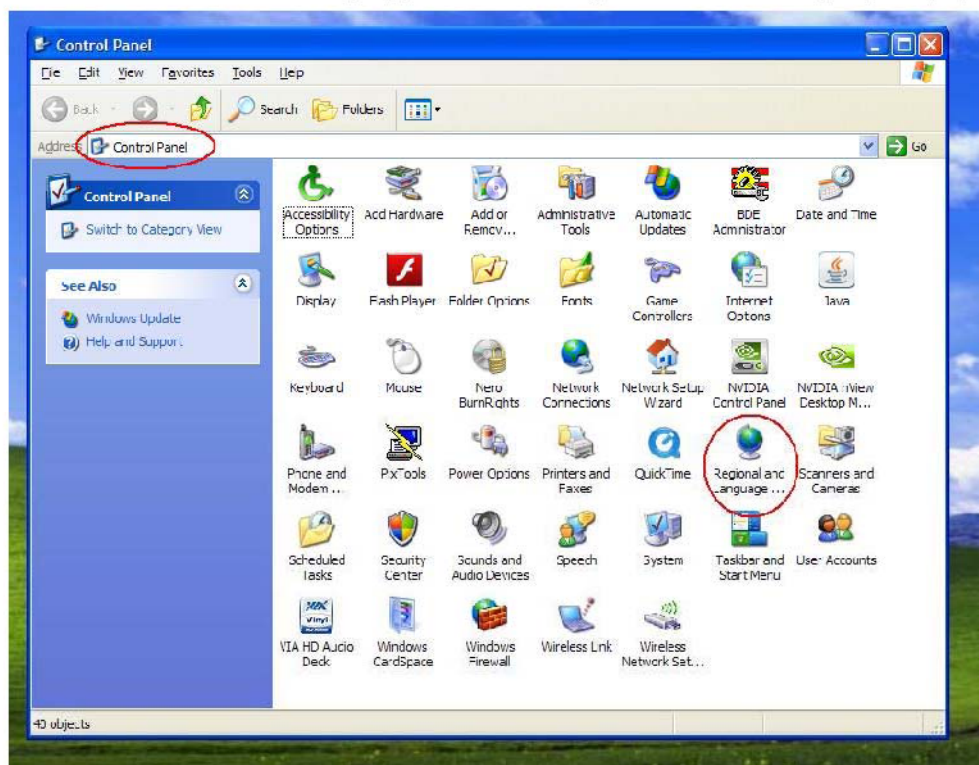 Control Panel
File Edit View Favorites Tools Help
Back Search Folders
Address Control Panel Go
Control Panel
Switch to Category View
See Also
Windows Update
Help and Support
Accessibility Options
Add Hardware
Add or Remov...
Administrative Tools
Automatic Updates
BDE Administrator
Date and Time
Display
Flash Player
Folder Options
Fonts
Game Controllers
Internet Options
Java
Keyboard
Mouse
Nero BurnRights
Network Connections
Network Setup Wizard
NVIDIA Control Panel
NVIDIA nView Desktop M...
Phone and Modem ...
PixTools
Power Options
Printers and Faxes
QuickTime
Regional and Language ...
Scanners and Cameras
Scheduled Tasks
Security Center
Sounds and Audio Devices
Speech
System
Taskbar and Start Menu
User Accounts
VIA HD Audio Deck
Windows CardSpace
Windows Firewall
Wireless Link
Wireless Network Set...
40 objects